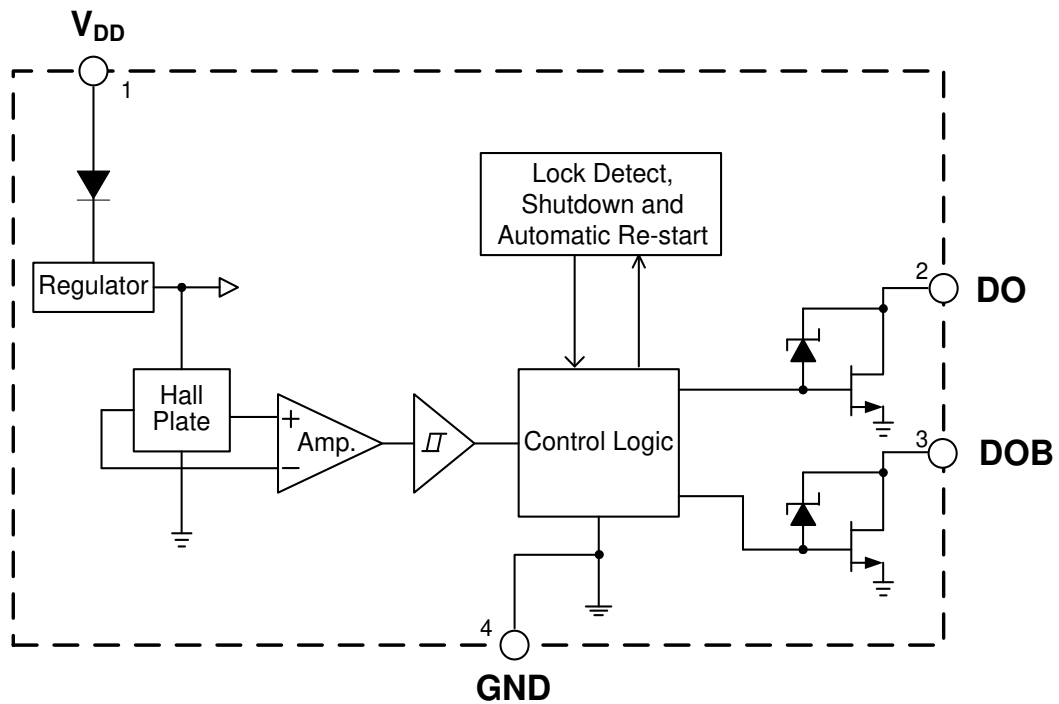 VDD
1
Lock Detect,
Shutdown and
Automatic Re-start
Regulator
2
DO
Hall
Plate
+
Amp.
−
Control Logic
3
DOB
4
GND